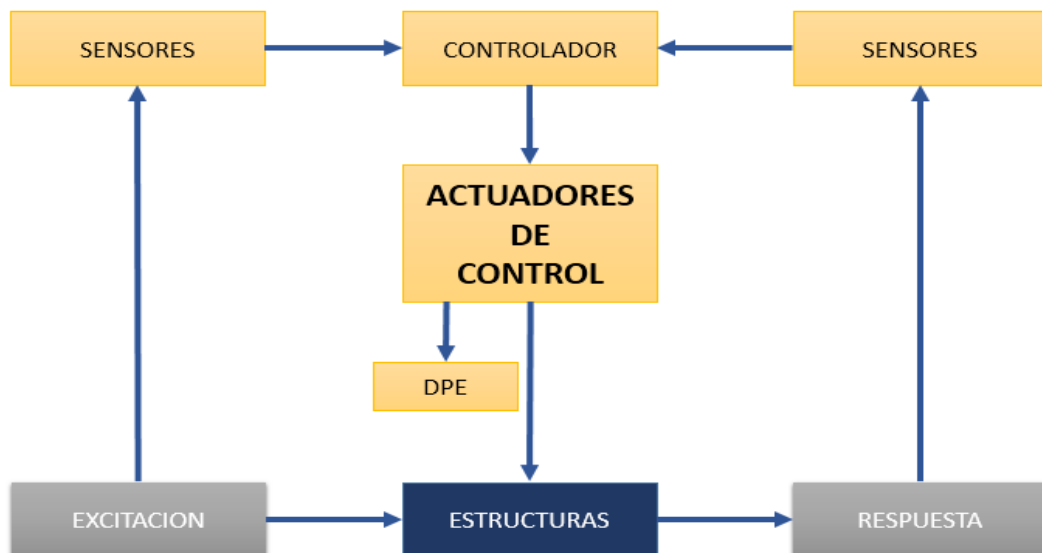 SENSORES
CONTROLADOR
SENSORES
ACTUADORES
DE
CONTROL
DPE
EXCITACION
ESTRUCTURAS
RESPUESTA